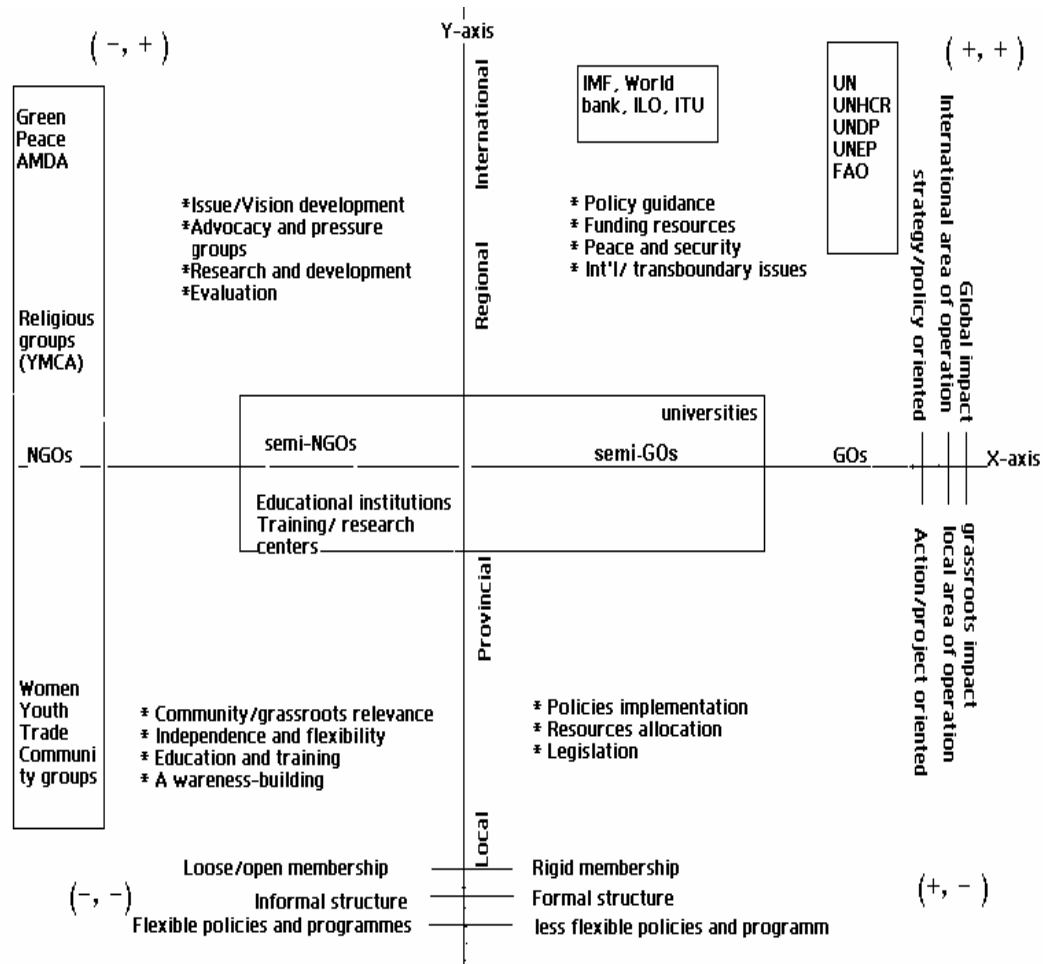 Y-axis
(-, +)
(+, +)
Green
Peace
AMDA
Religious
groups
(YMCA)
NGOs
Women
Youth
Trade
Communi
ty groups
*Issue/Vision development
*Advocacy and pressure
groups
*Research and development
*Evaluation
International
Regional
Provincial
Local
IMF, World
bank, ILO, ITU
UN
UNHCR
UNDP
UNEP
FAO
* Policy guidance
* Funding resources
* Peace and security
* Int'l/ transboundary issues
strategy/policy oriented
International area of operation
Global impact
universities
semi-NGOs
semi-GOs
GOs
X-axis
Educational institutions
Training/ research
centers
Action/project oriented
local area of operation
grassroots impact
* Community/grassroots relevance
* Independence and flexibility
* Education and training
* A wareness-building
* Policies implementation
* Resources allocation
* Legislation
Loose/open membership
Rigid membership
Informal structure
Formal structure
Flexible policies and programmes
less flexible policies and programm
(-, -)
(+, -)